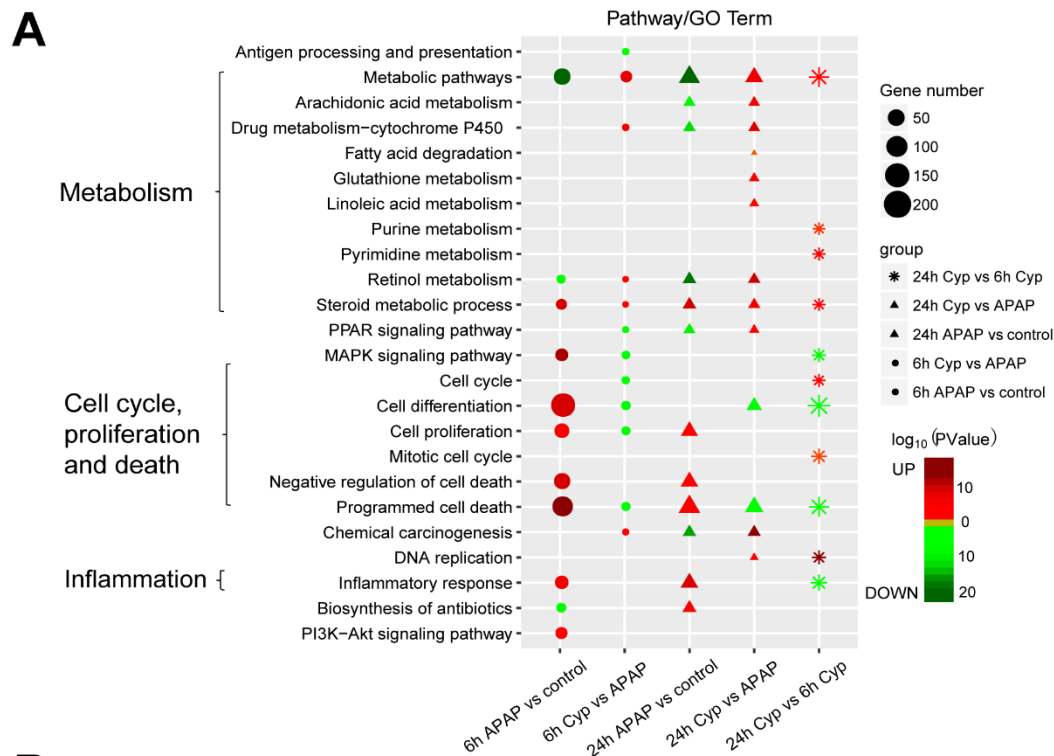 A
Pathway/GO Term
Antigen processing and presentation
Metabolic pathways
Arachidonic acid metabolism
Drug metabolism−cytochrome P450
Fatty acid degradation
Glutathione metabolism
Linoleic acid metabolism
Purine metabolism
Pyrimidine metabolism
Retinol metabolism
Steroid metabolic process
PPAR signaling pathway
MAPK signaling pathway
Cell cycle
Cell differentiation
Cell proliferation
Mitotic cell cycle
Negative regulation of cell death
Programmed cell death
Chemical carcinogenesis
DNA replication
Inflammatory response
Biosynthesis of antibiotics
PI3K−Akt signaling pathway
Metabolism
Cell cycle,
proliferation
and death
Inflammation
6h APAP vs control
6h Cyp vs APAP
24h APAP vs control
24h Cyp vs APAP
24h Cyp vs 6h Cyp
Gene number
50
100
150
200
group
24h Cyp vs 6h Cyp
24h Cyp vs APAP
24h APAP vs control
6h Cyp vs APAP
6h APAP vs control
log10 (PValue)
UP
10
0
10
DOWN
20